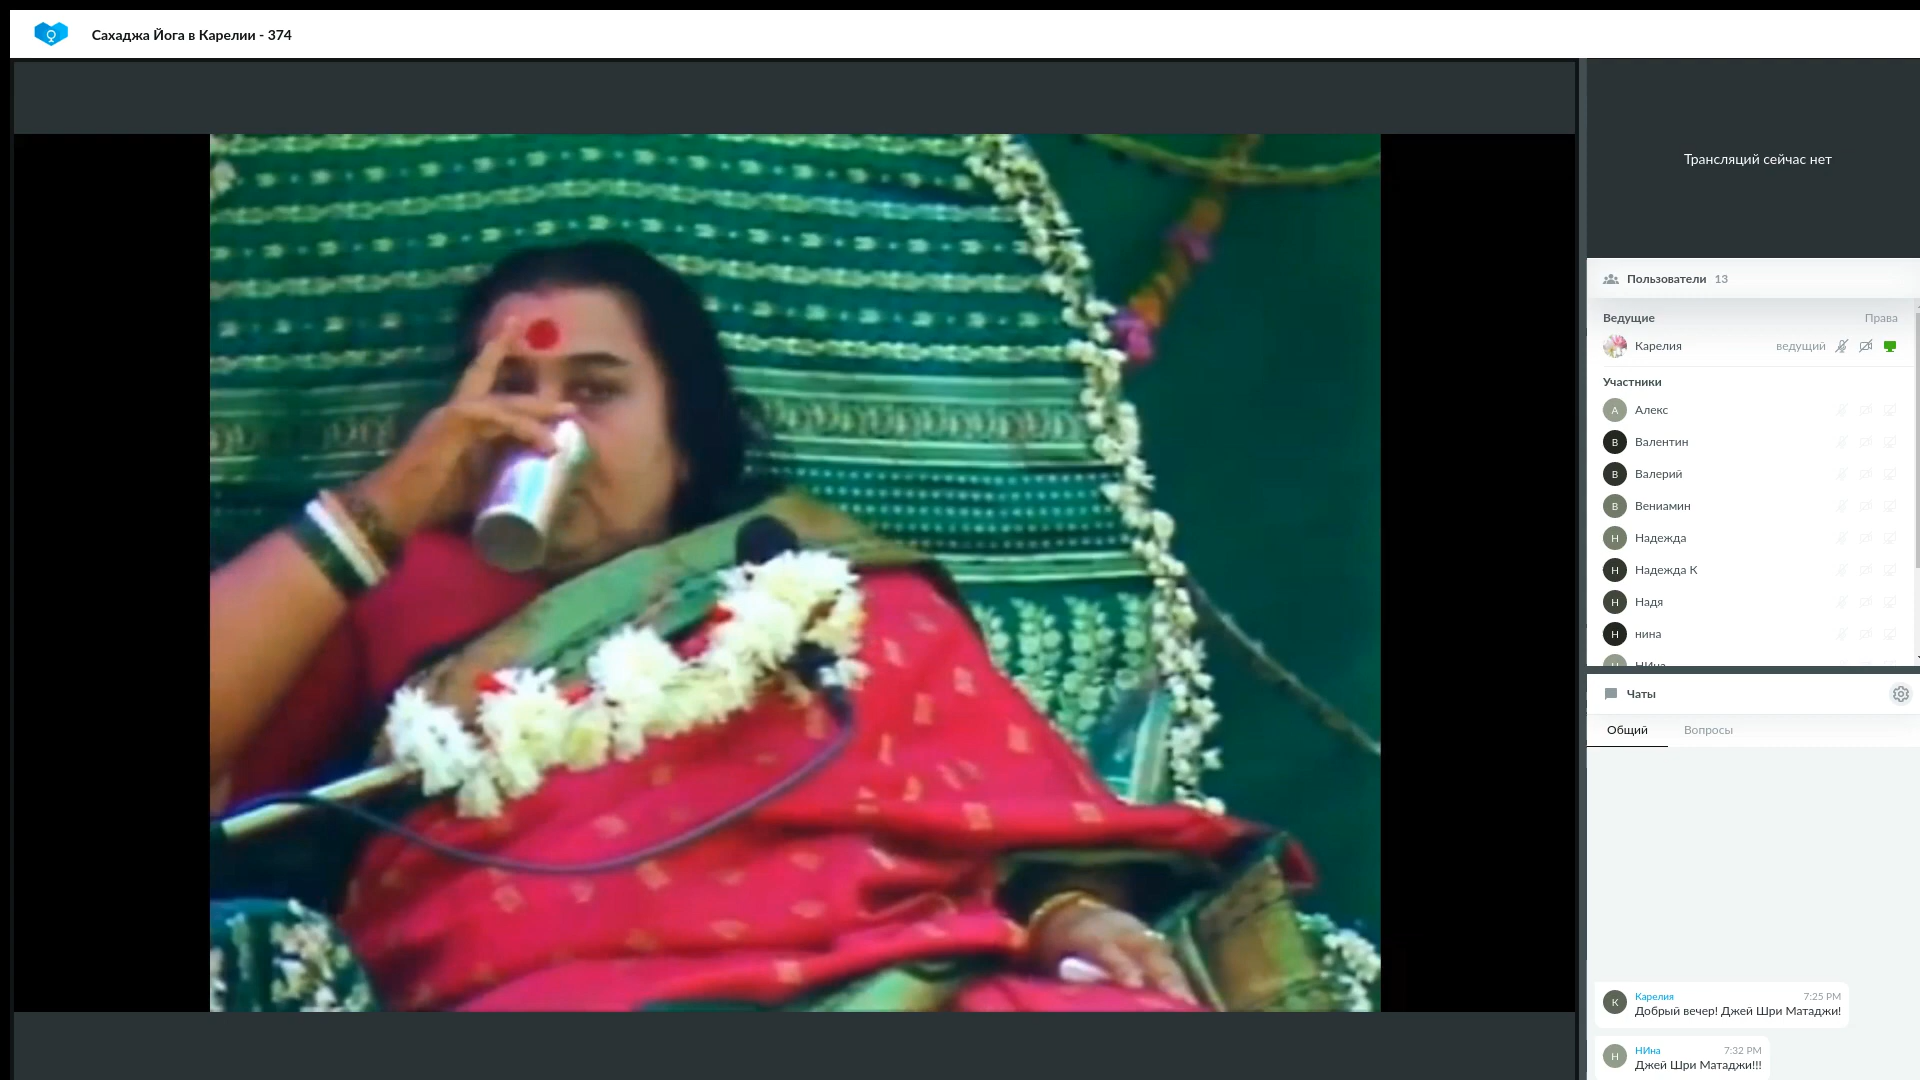 Сахаджа Йога в Карелии - 374
Трансляций сейчас нет
Пользователи 13
Ведущие Права
Карелия ведущий
Участники
А Алекс
В Валентин
В Валерий
В Вениамин
Н Надежда
Н Надежда К
Н Надя
Н нина
Н НИна
Чаты
Общий Вопросы
К Карелия 7:25 PM
Добрый вечер! Джей Шри Матаджи!
Н НИна 7:32 PM
Джей Шри Матаджи!!!